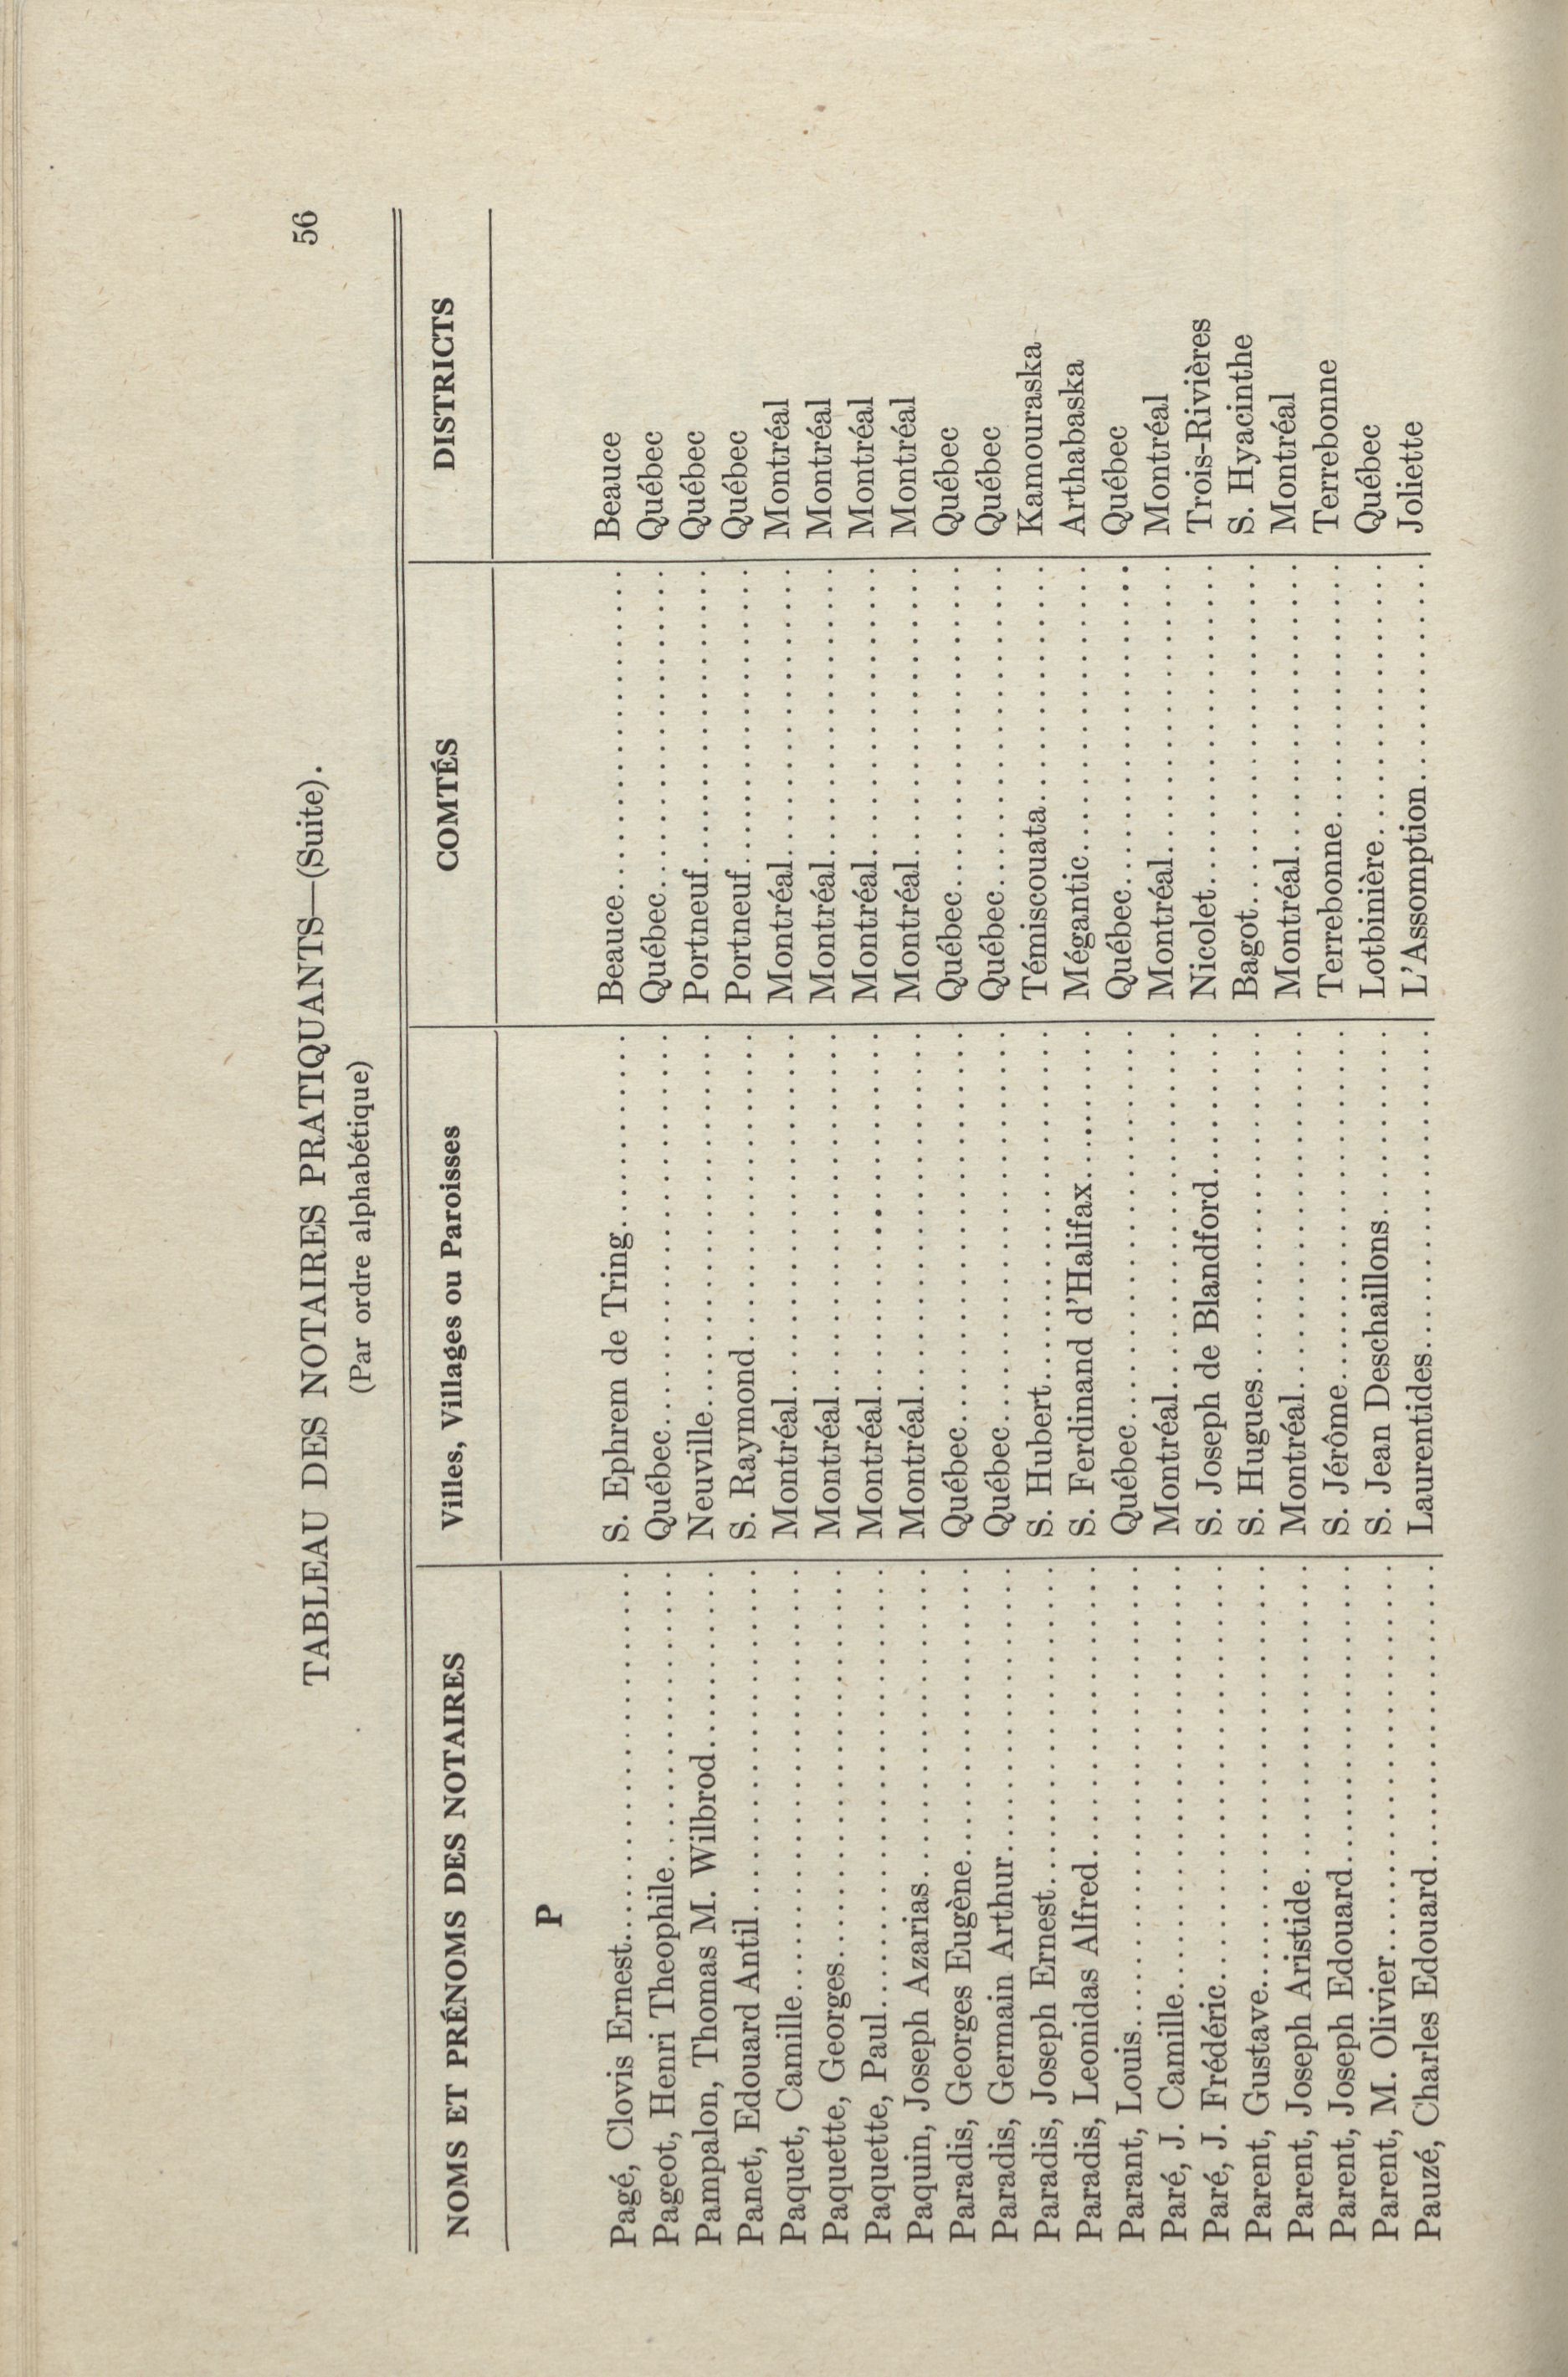 TABLEAU DES NOTAIRES PRATIQUANTS—(Suite). 56
(Par ordre alphabétique)
NOMS ET PRÉNOMS DES NOTAIRES Villes, Villages ou Paroisses COMTÉS DISTRICTS
P
Pagé, Clovis Ernest S. Ephrem de Tring Beauce Beauce
Pageot, Henri Theophile Québec Québec Québec
Pampalon, Thomas M. Wilbrod Neuville Portneuf Québec
Panet, Edouard Antil S. Raymond Portneuf Québec
Paquet, Camille Montréal Montréal Montréal
Paquette, Georges Montréal Montréal Montréal
Paquette, Paul Montréal Montréal Montréal
Paquin, Joseph Azarias Montréal Montréal Montréal
Paradis, Georges Eugène Québec Québec Québec
Paradis, Germain Arthur Québec Québec Québec
Paradis, Joseph Ernest S. Hubert Témiscouata Kamouraska
Paradis, Leonidas Alfred S. Ferdinand d'Halifax Mégantic Arthabaska
Parant, Louis Québec Québec Québec
Paré, J. Camille Montréal Montréal Montréal
Paré, J. Frédéric S. Joseph de Blandford Nicolet Trois-Rivières
Parent, Gustave S. Hugues Bagot S. Hyacinthe
Parent, Joseph Aristide Montréal Montréal Montréal
Parent, Joseph Edouard S. Jérôme Terrebonne Terrebonne
Parent, M. Olivier S. Jean Deschaillons Lotbinière Québec
Pauzé, Charles Edouard Laurentides L'Assomption Joliette